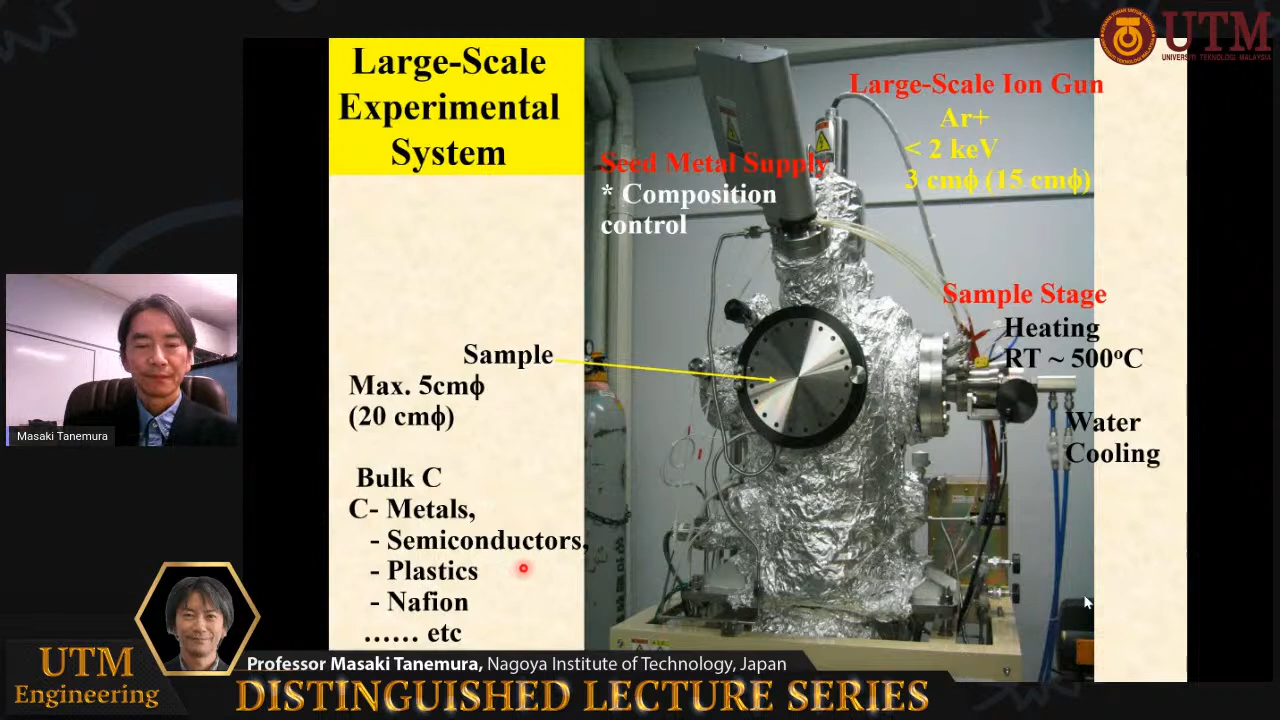 UTM
UNIVERSITI TEKNOLOGI MALAYSIA
Large-Scale
Experimental
System
Large-Scale Ion Gun
Ar+
< 2 keV
3 cmϕ (15 cmϕ)
Seed Metal Supply
* Composition
control
Sample Stage
Heating
RT ~ 500°C
Water
Cooling
Sample
Max. 5cmϕ
(20 cmϕ)
Bulk C
C- Metals,
- Semiconductors,
- Plastics
- Nafion
...... etc
Masaki Tanemura
UTM
Engineering
Professor Masaki Tanemura, Nagoya Institute of Technology, Japan
DISTINGUISHED LECTURE SERIES